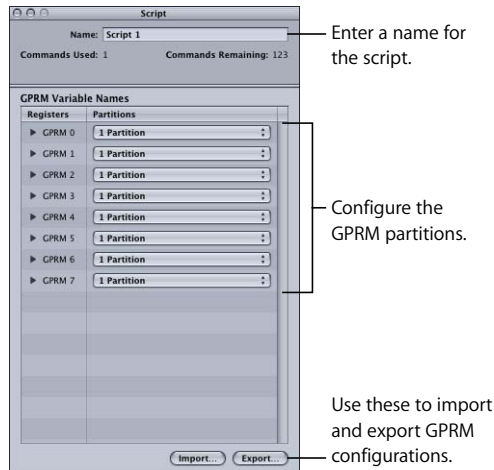 Script
Name: Script 1
Commands Used: 1 Commands Remaining: 123
GPRM Variable Names
Registers Partitions
GPRM 0 1 Partition
GPRM 1 1 Partition
GPRM 2 1 Partition
GPRM 3 1 Partition
GPRM 4 1 Partition
GPRM 5 1 Partition
GPRM 6 1 Partition
GPRM 7 1 Partition
Import... Export...
Enter a name for
the script.
Configure the
GPRM partitions.
Use these to import
and export GPRM
configurations.